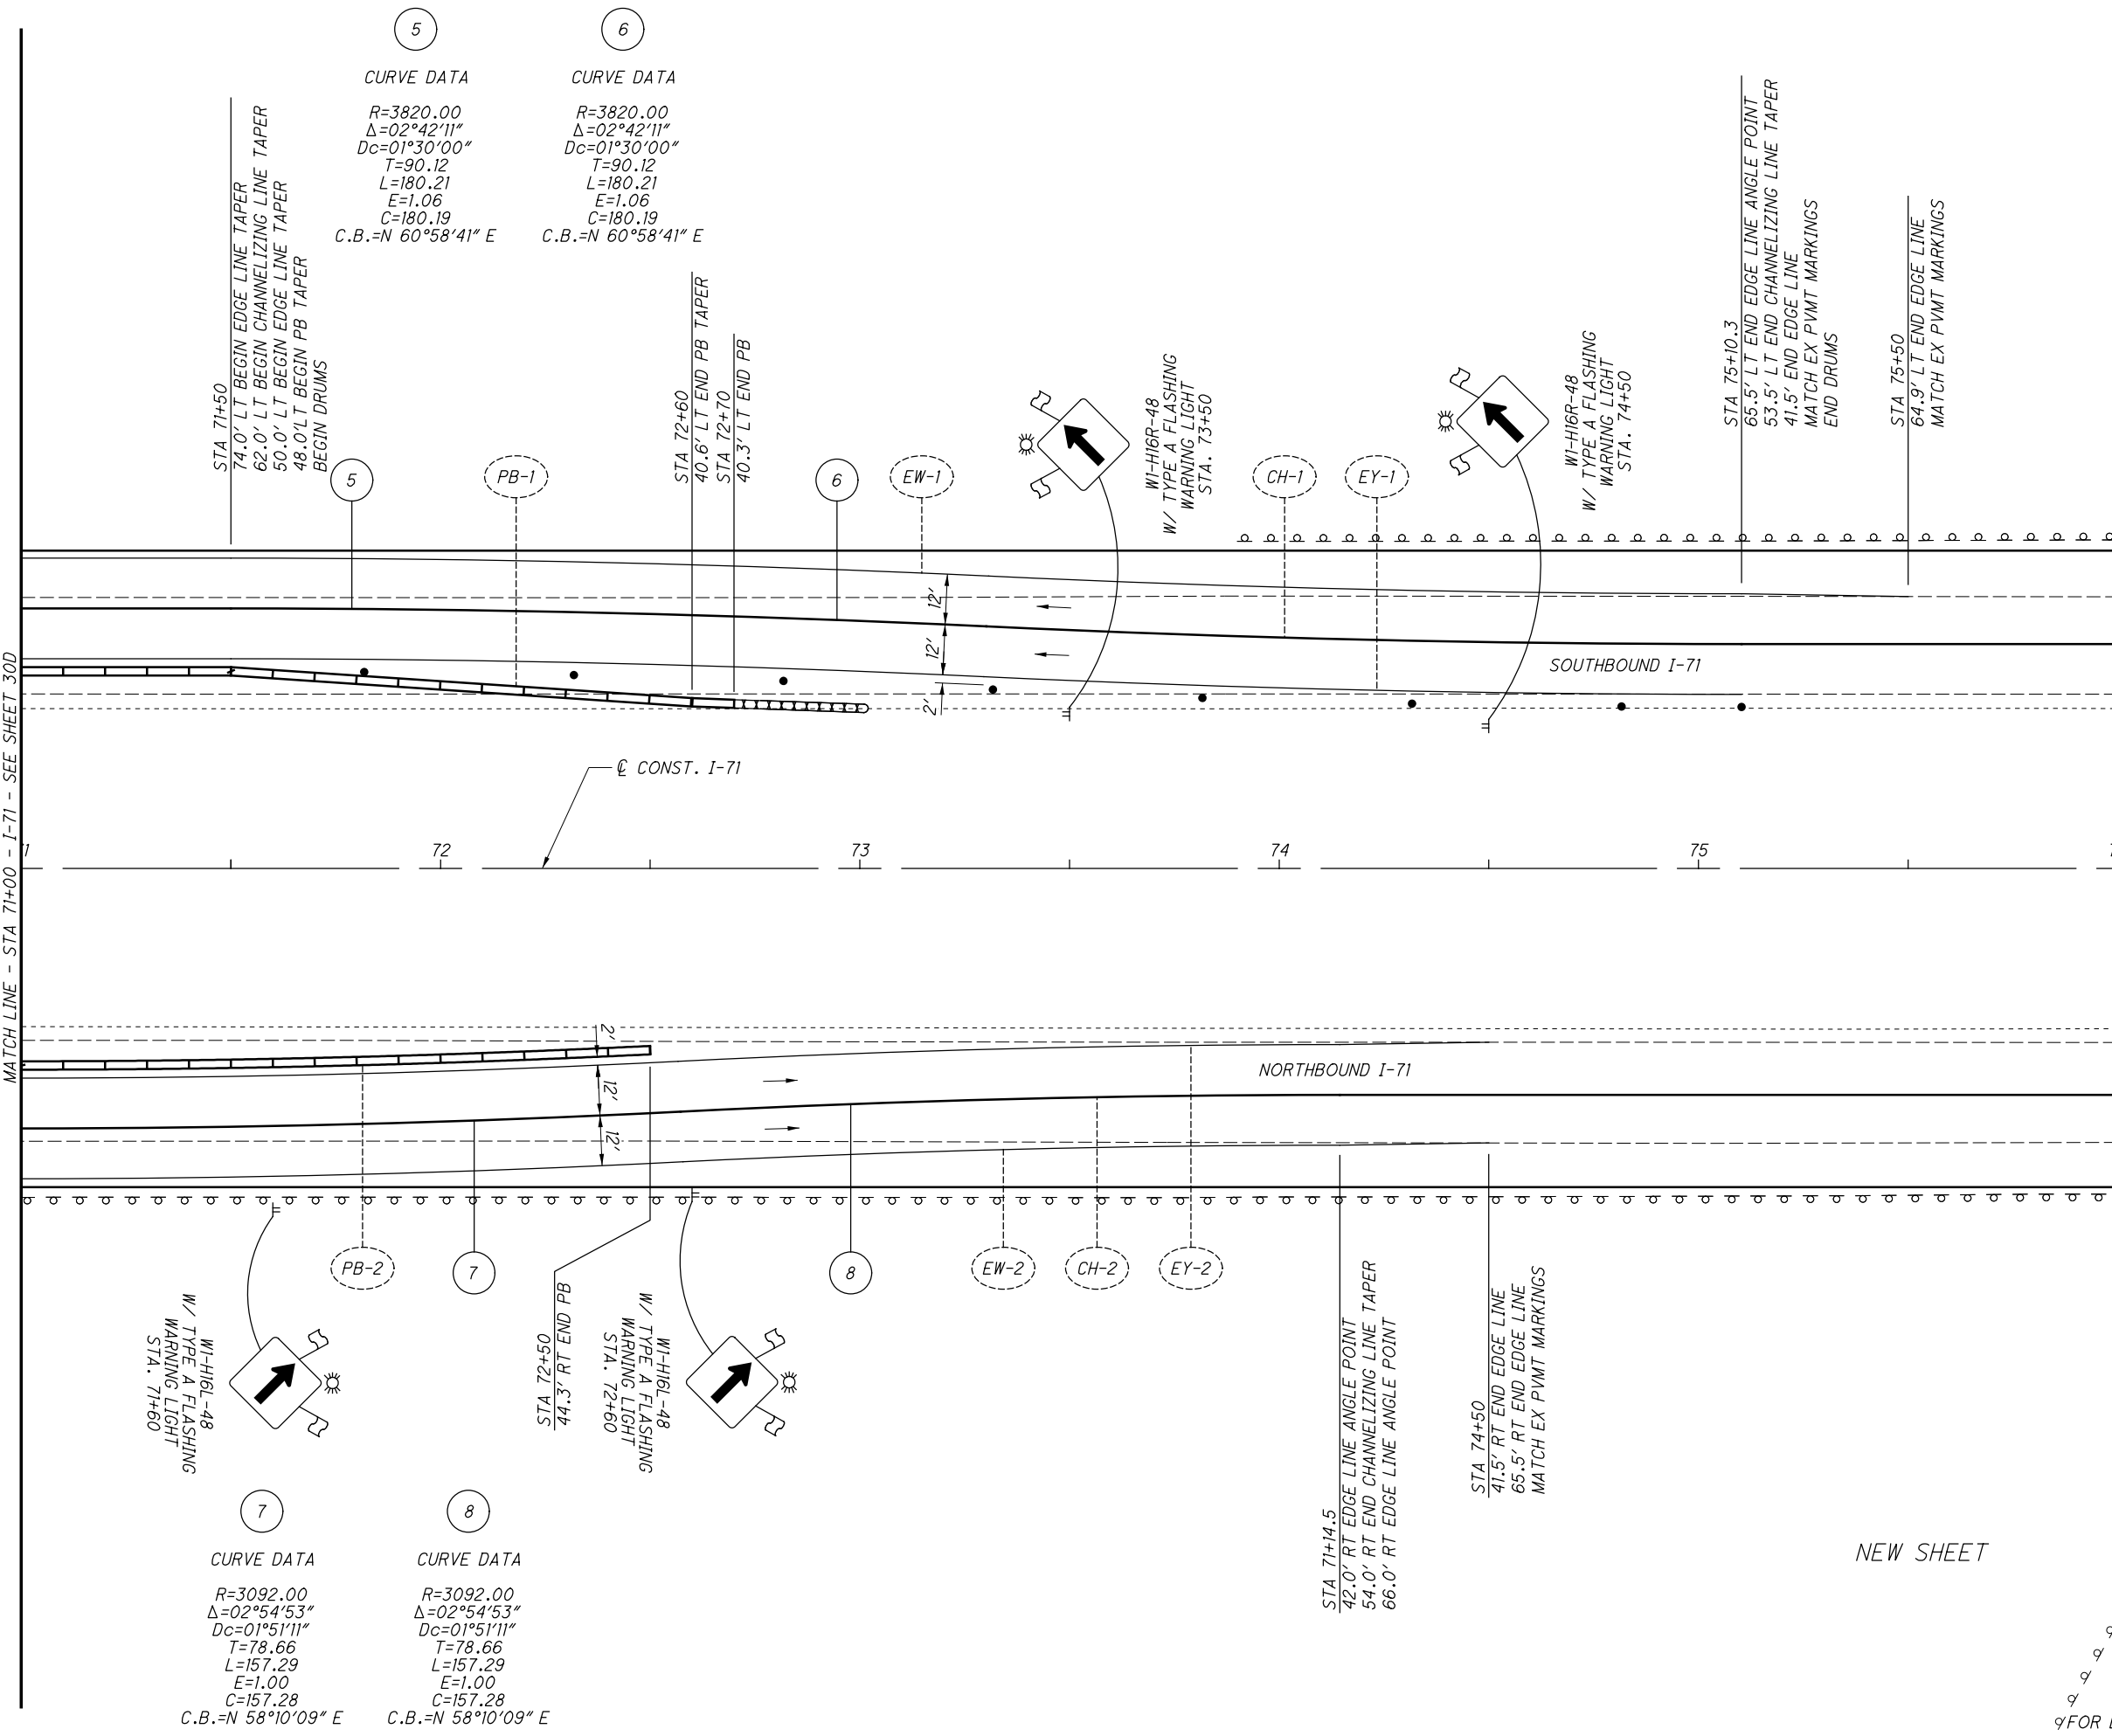 5
CURVE DATA
R=3820.00
Δ=02°42'11"
Dc=01°30'00"
T=90.12
L=180.21
E=1.06
C=180.19
C.B.=N 60°58'41" E
6
CURVE DATA
R=3820.00
Δ=02°42'11"
Dc=01°30'00"
T=90.12
L=180.21
E=1.06
C=180.19
C.B.=N 60°58'41" E
STA 71+50
74.0' LT BEGIN EDGE LINE TAPER
62.0' LT BEGIN CHANNELIZING LINE TAPER
50.0' LT BEGIN EDGE LINE TAPER
48.0'LT BEGIN PB TAPER
BEGIN DRUMS
STA 72+60
40.6' LT END PB TAPER
STA 72+70
40.3' LT END PB
W1-H16R-48
W/ TYPE A FLASHING
WARNING LIGHT
STA. 73+50
W1-H16R-48
W/ TYPE A FLASHING
WARNING LIGHT
STA. 74+50
STA 75+10.3
65.5' LT END EDGE LINE ANGLE POINT
53.5' LT END CHANNELIZING LINE TAPER
41.5' END EDGE LINE
MATCH EX PVMT MARKINGS
END DRUMS
STA 75+50
64.9' LT END EDGE LINE
MATCH EX PVMT MARKINGS
5
PB-1
6
EW-1
CH-1
EY-1
12'
12'
2'
SOUTHBOUND I-71
MATCH LINE - STA 71+00 - I-71 - SEE SHEET 30D
℄ CONST. I-71
72
73
74
75
2'
12'
12'
NORTHBOUND I-71
PB-2
7
8
EW-2
CH-2
EY-2
W1-H16L-48
W/ TYPE A FLASHING
WARNING LIGHT
STA. 71+60
STA 72+50
44.3' RT END PB
W1-H16L-48
W/ TYPE A FLASHING
WARNING LIGHT
STA. 72+60
STA 71+14.5
42.0' RT EDGE LINE ANGLE POINT
54.0' RT END CHANNELIZING LINE TAPER
66.0' RT EDGE LINE ANGLE POINT
STA 74+50
41.5' RT END EDGE LINE
65.5' RT END EDGE LINE
MATCH EX PVMT MARKINGS
7
CURVE DATA
R=3092.00
Δ=02°54'53"
Dc=01°51'11"
T=78.66
L=157.29
E=1.00
C=157.28
C.B.=N 58°10'09" E
8
CURVE DATA
R=3092.00
Δ=02°54'53"
Dc=01°51'11"
T=78.66
L=157.29
E=1.00
C=157.28
C.B.=N 58°10'09" E
NEW SHEET
FOR